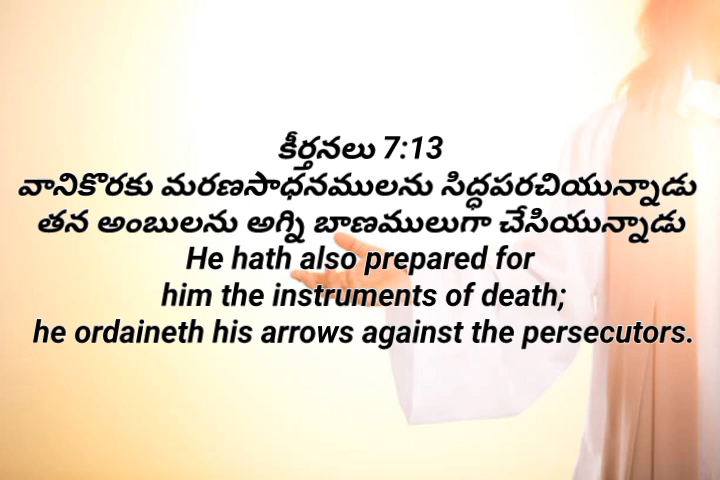 కీర్తనలు 7:13
వానికొరకు మరణసాధనములను సిద్ధపరచియున్నాడు
తన అంబులను అగ్ని బాణములుగా చేసియున్నాడు
He hath also prepared for
him the instruments of death;
he ordaineth his arrows against the persecutors.